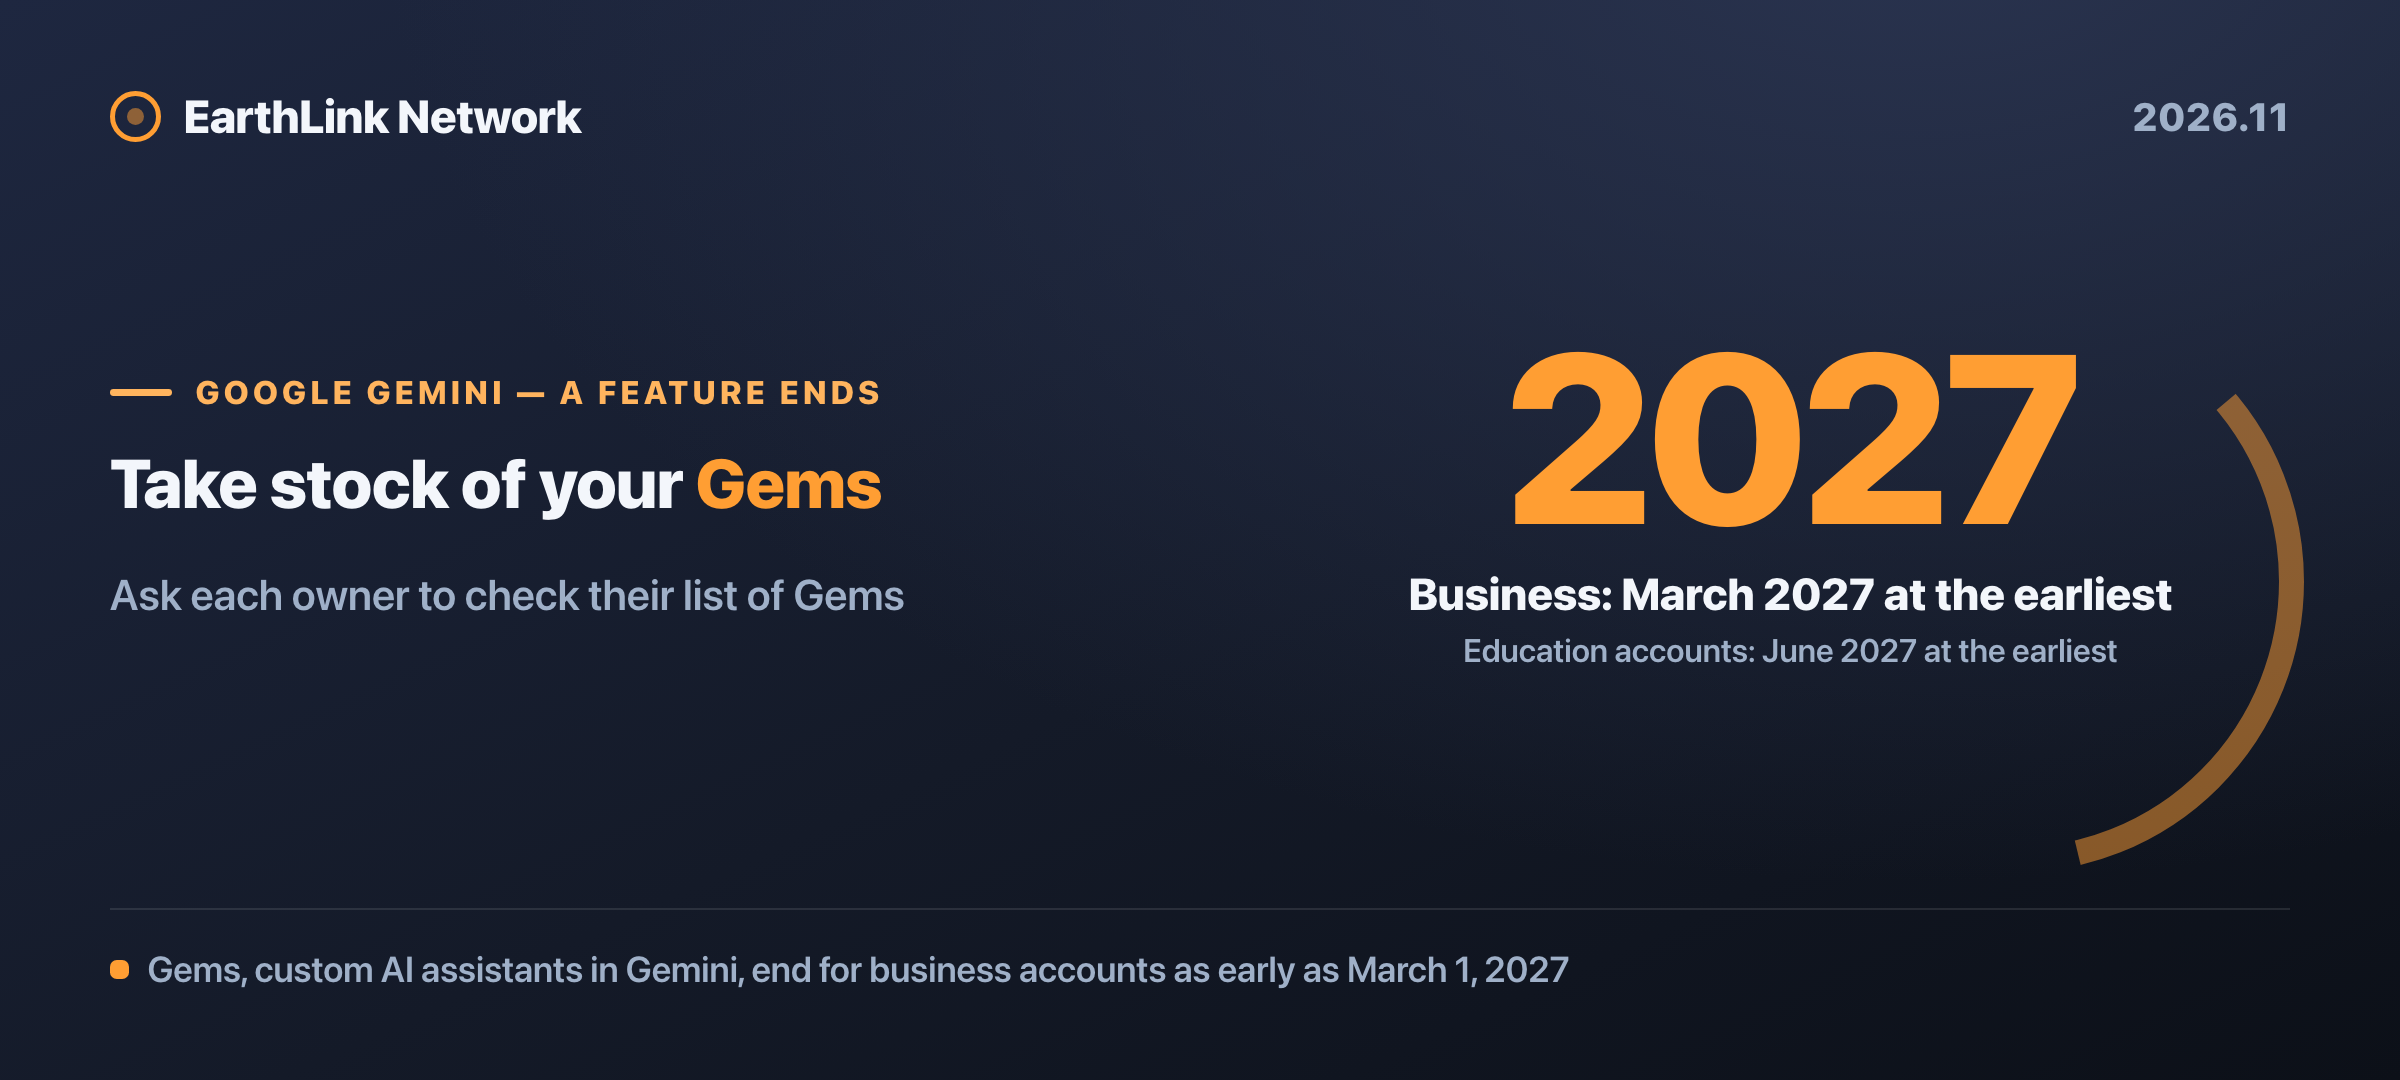 EarthLink Network
2026.11
GOOGLE GEMINI — A FEATURE ENDS
Take stock of your Gems
Ask each owner to check their list of Gems
2027
Business: March 2027 at the earliest
Education accounts: June 2027 at the earliest
Gems, custom AI assistants in Gemini, end for business accounts as early as March 1, 2027